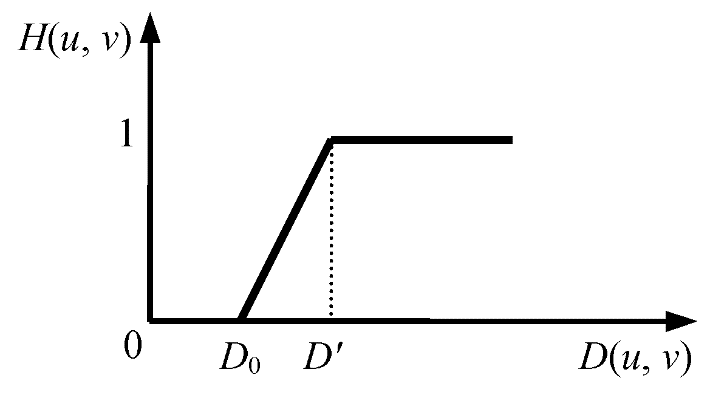 H(u, v)
1
0
D₀
D′
D(u, v)